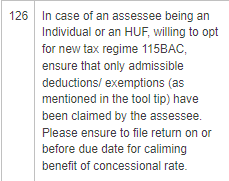 126 In case of an assessee being an
Individual or an HUF, willing to opt
for new tax regime 115BAC,
ensure that only admissible
deductions/ exemptions (as
mentioned in the tool tip) have
been claimed by the assessee.
Please ensure to file return on or
before due date for caliming
benefit of concessional rate.